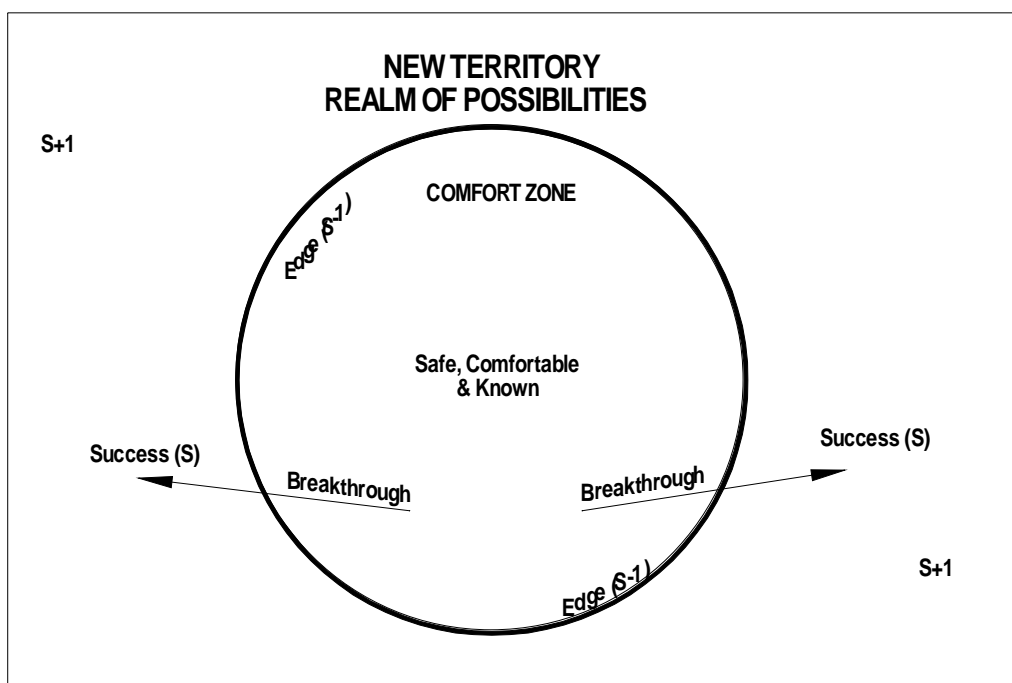 NEW TERRITORY
REALM OF POSSIBILITIES
S+1
COMFORT ZONE
Edge (S-1)
Safe, Comfortable
& Known
Success (S)
Success (S)
Breakthrough
Breakthrough
S+1
Edge (S-1)